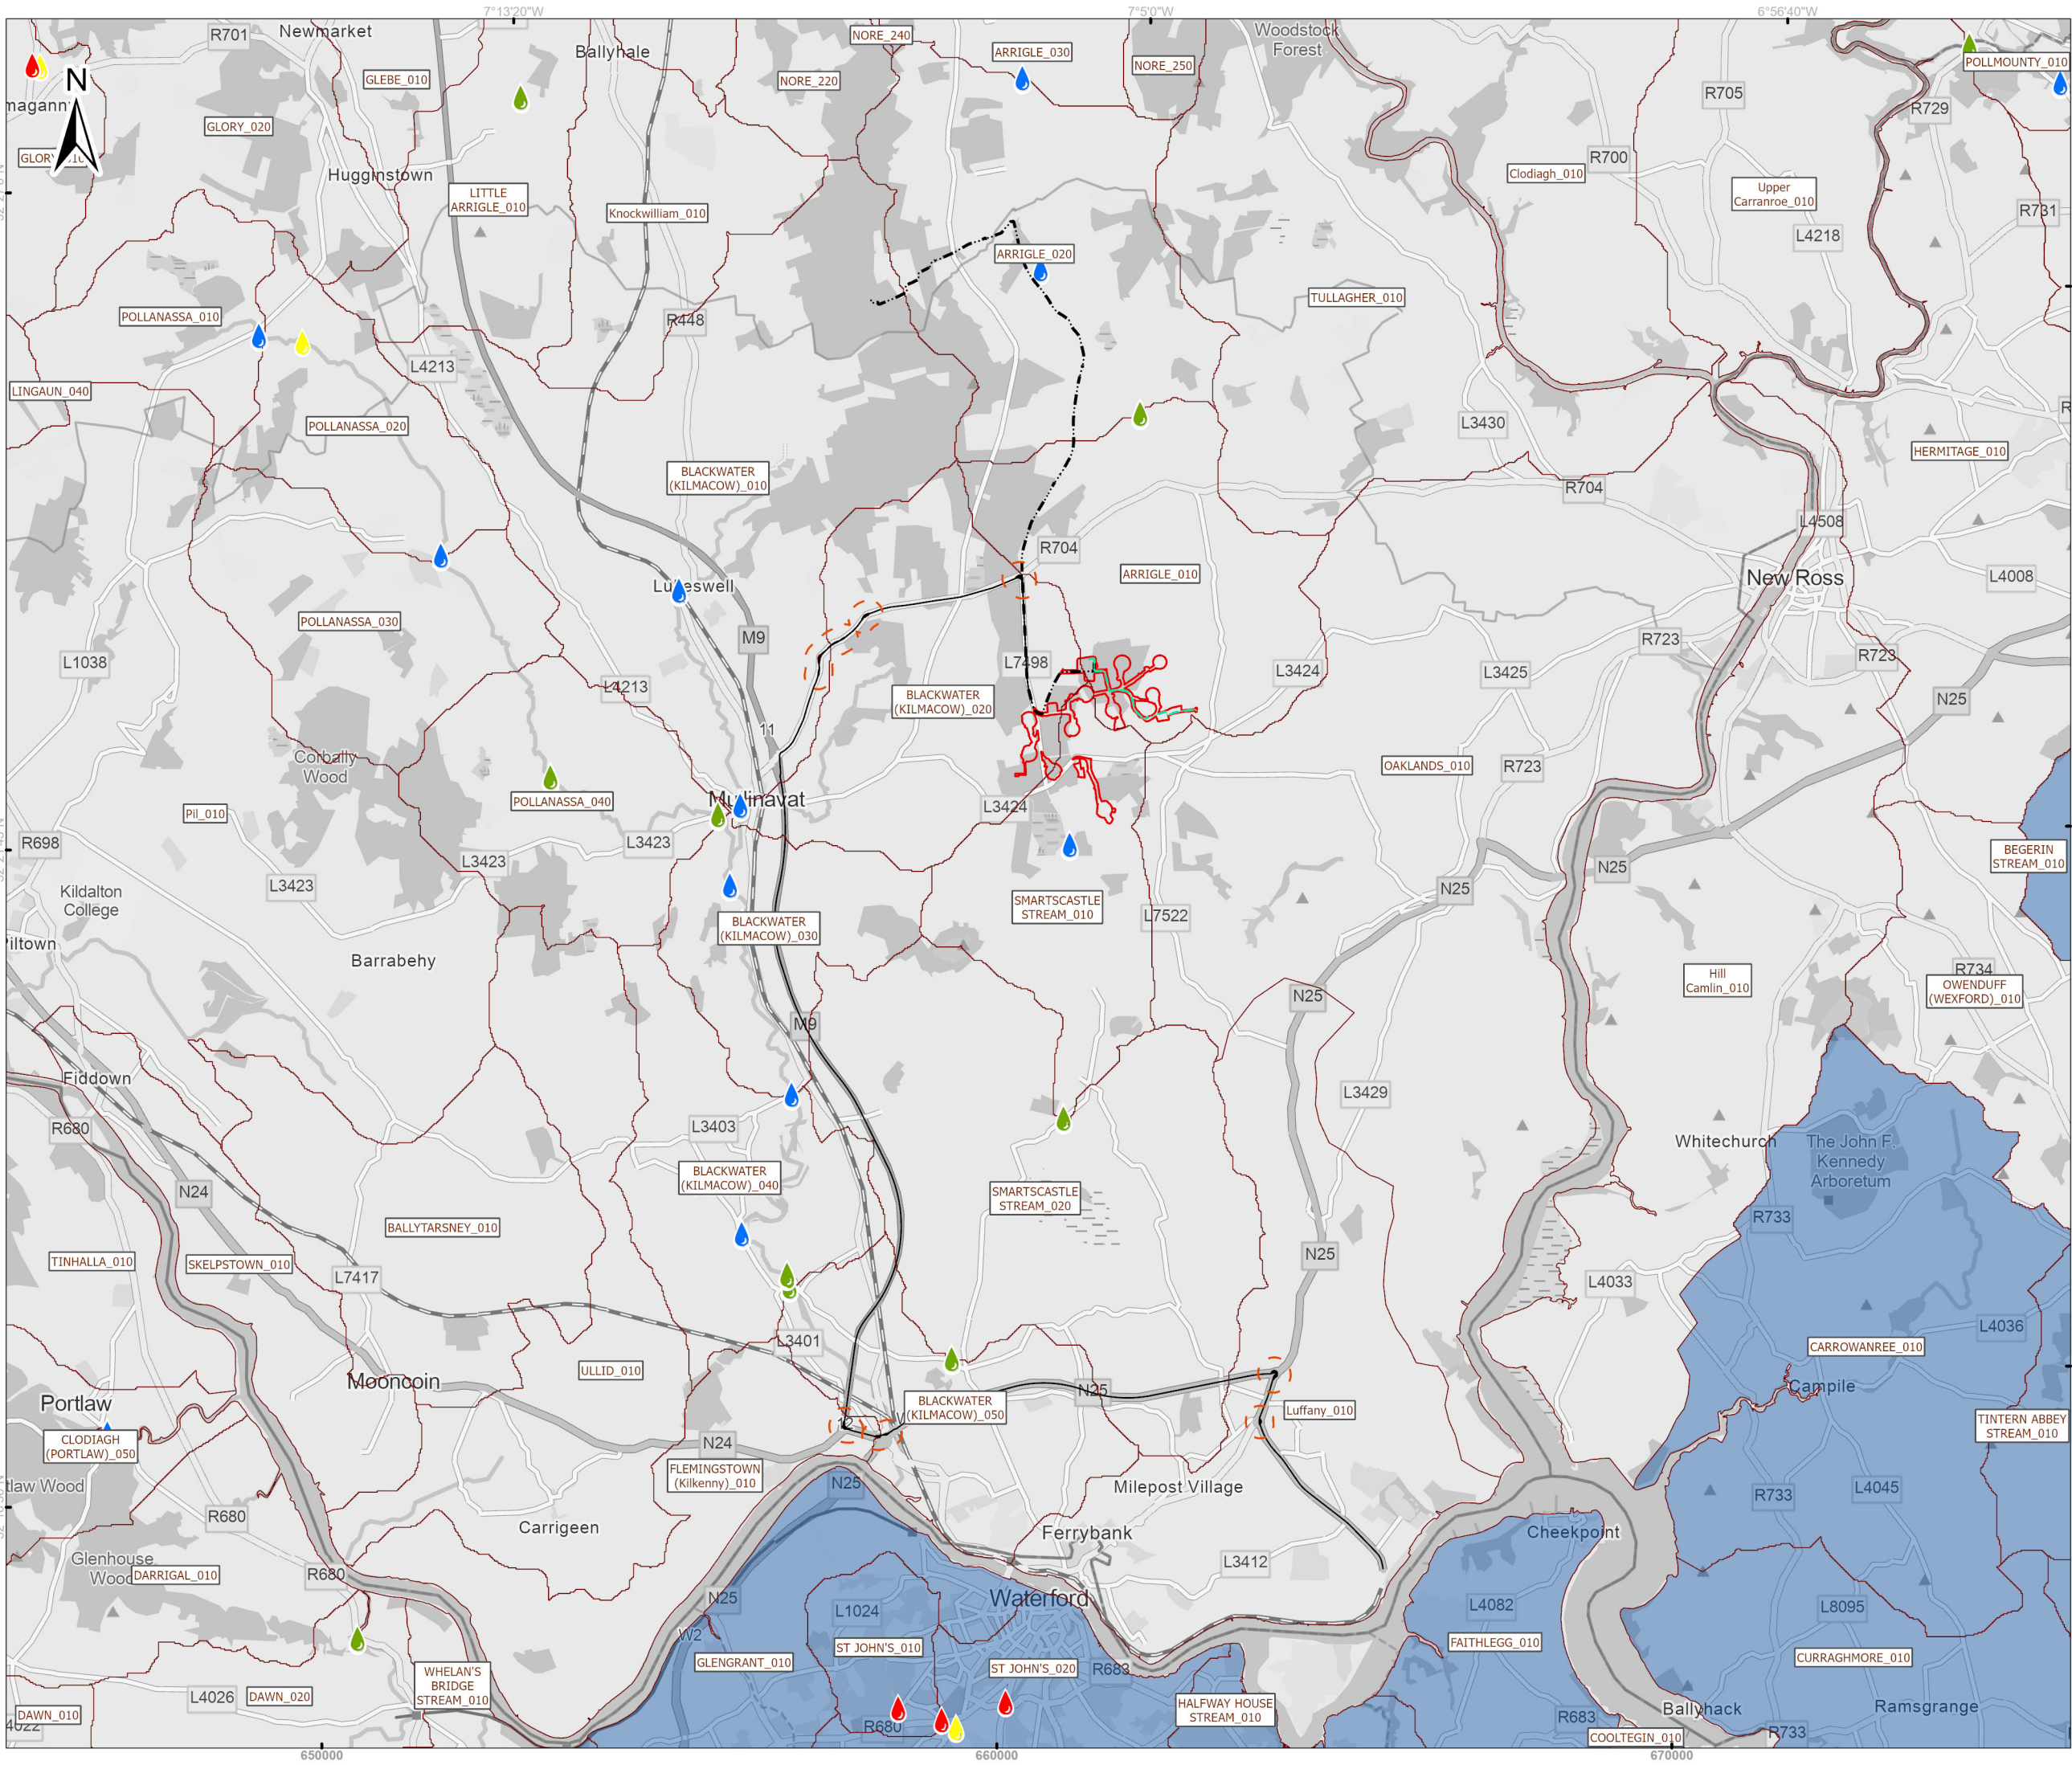 7°13'20"W
7°5'0"W
6°56'40"W
R701
Newmarket
Ballyhale
NORE_240
ARRIGLE_030
NORE_250
Woodstock
Forest
POLLMOUNTY_010
N
GLEBE_010
NORE_220
R705
R729
GLORY_020
R700
Hugginstown
Clodiagh_010
Upper
Carranroe_010
LITTLE
ARRIGLE_010
Knockwilliam_010
R731
L4218
ARRIGLE_020
TULLAGHER_010
POLLANASSA_010
R448
L4213
LINGAUN_040
POLLANASSA_020
L3430
HERMITAGE_010
BLACKWATER
(KILMACOW)_010
R704
L4508
R704
ARRIGLE_010
New Ross
L4008
POLLANASSA_030
M9
R723
R723
L1038
L7498
L3424
L3425
L4213
BLACKWATER
(KILMACOW)_020
N25
11
Corbally
Wood
OAKLANDS_010
R723
POLLANASSA_040
Mullinavat
L3424
Pil_010
R698
L3423
L3423
N25
BEGERIN
STREAM_010
L3423
N25
Kildalton
College
SMARTSCASTLE
STREAM_010
L7522
BLACKWATER
(KILMACOW)_030
Barrabehy
R734
Hill
Camlin_010
OWENDUFF
(WEXFORD)_010
N25
M9
Fiddown
L3429
R680
L3403
Whitechurch
The John F.
Kennedy
Arboretum
BLACKWATER
(KILMACOW)_040
N24
SMARTSCASTLE
STREAM_020
R733
BALLYTARSNEY_010
TINHALLA_010
SKELPSTOWN_010
N25
L7417
L4033
L4036
L3401
CARROWANREE_010
ULLID_010
Mooncoin
N25
Campile
Portlaw
BLACKWATER
(KILMACOW)_050
Luffany_010
12
TINTERN ABBEY
STREAM_010
CLODIAGH
(PORTLAW)_050
N24
FLEMINGSTOWN
(Kilkenny)_010
N25
Milepost Village
R733
L4045
R680
Carrigeen
Ferrybank
Cheekpoint
Glenhouse
Wood
DARRIGAL_010
R680
L3412
N25
Waterford
L1024
L4082
L8095
W2
ST JOHN'S_010
FAITHLEGG_010
GLENGRANT_010
ST JOHN'S_020
R683
CURRAGHMORE_010
WHELAN'S
BRIDGE
STREAM_010
L4026
DAWN_020
HALFWAY HOUSE
STREAM_010
Ballyhack
Ramsgrange
DAWN_010
R680
R683
R733
COOLTEGIN_010
650000
660000
670000